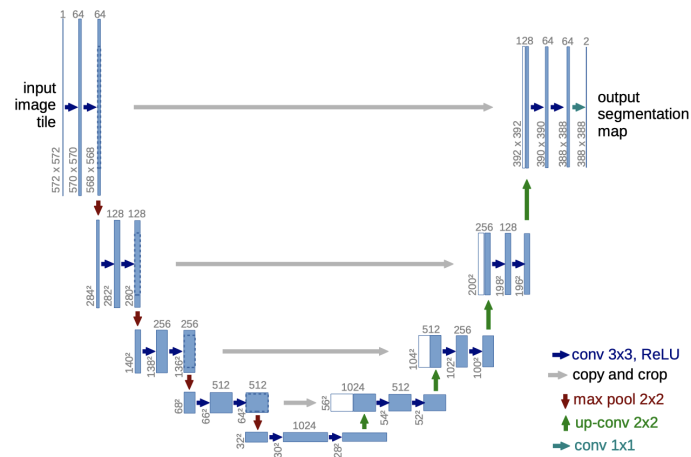 1 64 64
128 64 64 2
input
image
tile
output
segmentation
map
572 x 572
570 x 570
568 x 568
392 x 392
390 x 390
388 x 388
388 x 388
128 128
256 128
284²
282²
280²
200²
198²
196²
256 256
512 256
140²
138²
136²
104²
102²
100²
512 512
1024 512
68²
66²
64²
56²
54²
52²
1024
32²
30²
28²
conv 3x3, ReLU
copy and crop
max pool 2x2
up-conv 2x2
conv 1x1